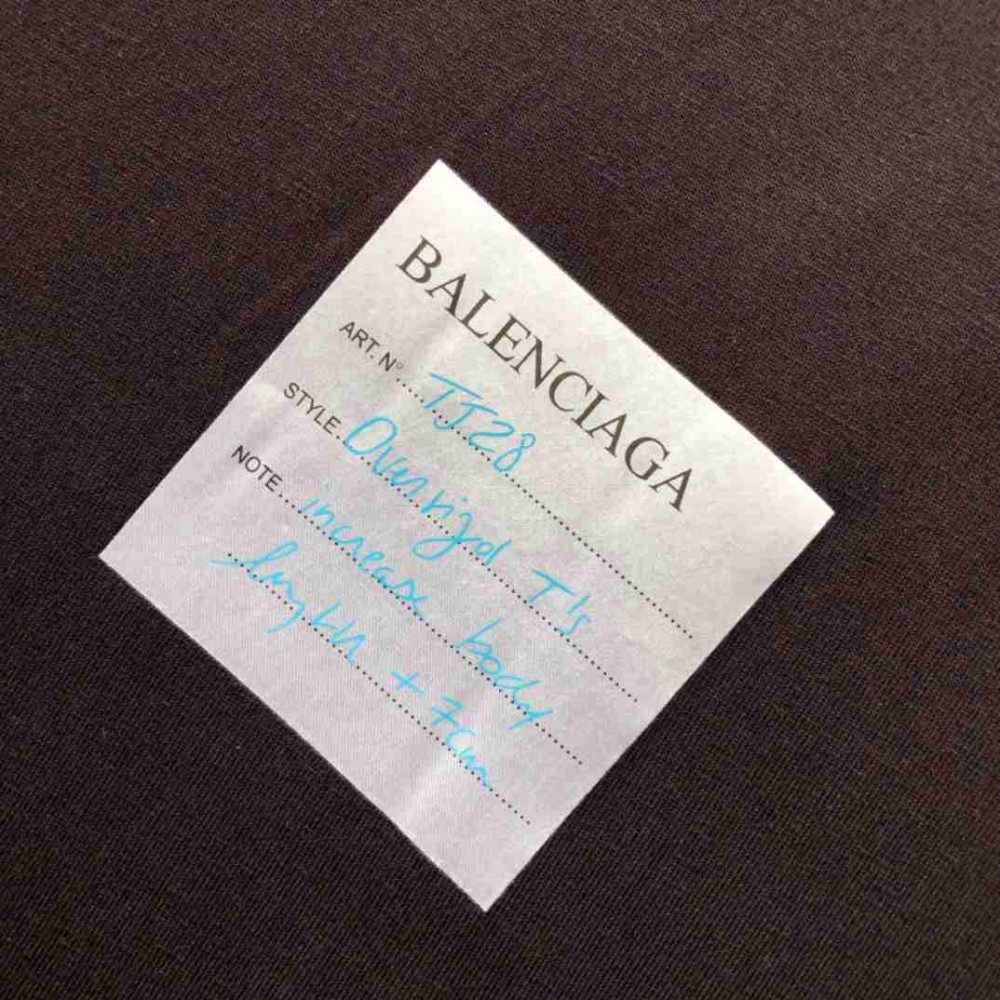 BALENCIAGA
ART. N° TJ28
STYLE Oversized T's
NOTE increase body
length + 7cm